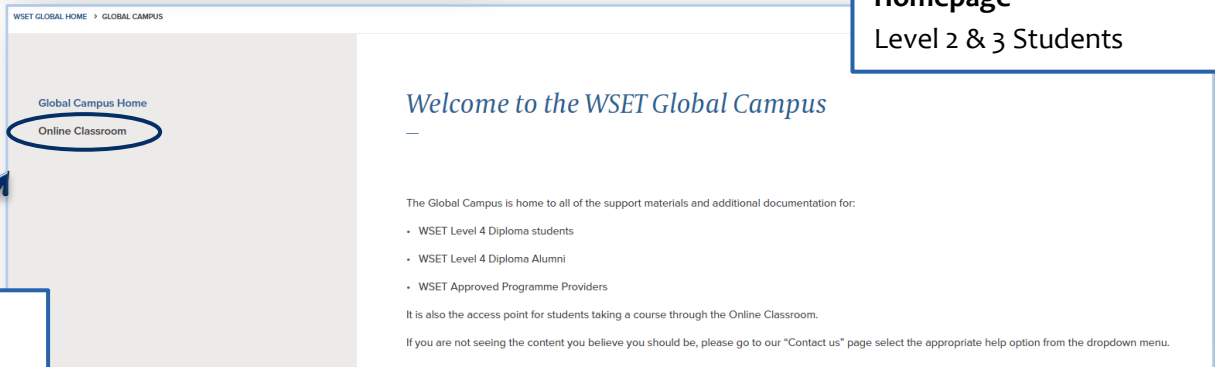 Homepage
Level 2 & 3 Students
WSET GLOBAL HOME > GLOBAL CAMPUS
Global Campus Home
Online Classroom
Welcome to the WSET Global Campus
—
The Global Campus is home to all of the support materials and additional documentation for:
• WSET Level 4 Diploma students
• WSET Level 4 Diploma Alumni
• WSET Approved Programme Providers
It is also the access point for students taking a course through the Online Classroom.
If you are not seeing the content you believe you should be, please go to our “Contact us” page select the appropriate help option from the dropdown menu.